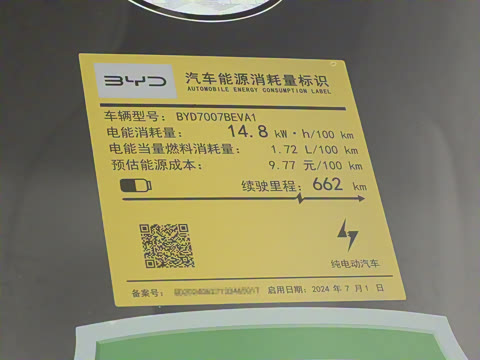 BYD
汽车能源消耗量标识
AUTOMOBILE ENERGY CONSUMPTION LABEL
车辆型号： BYD7007BEVA1
电能消耗量： 14.8 kW·h/100 km
电能当量燃料消耗量： 1.72 L/100 km
预估能源成本： 9.77 元/100 km
续驶里程：662 km
纯电动汽车
备案号： 启用日期：2024 年 7 月 1 日